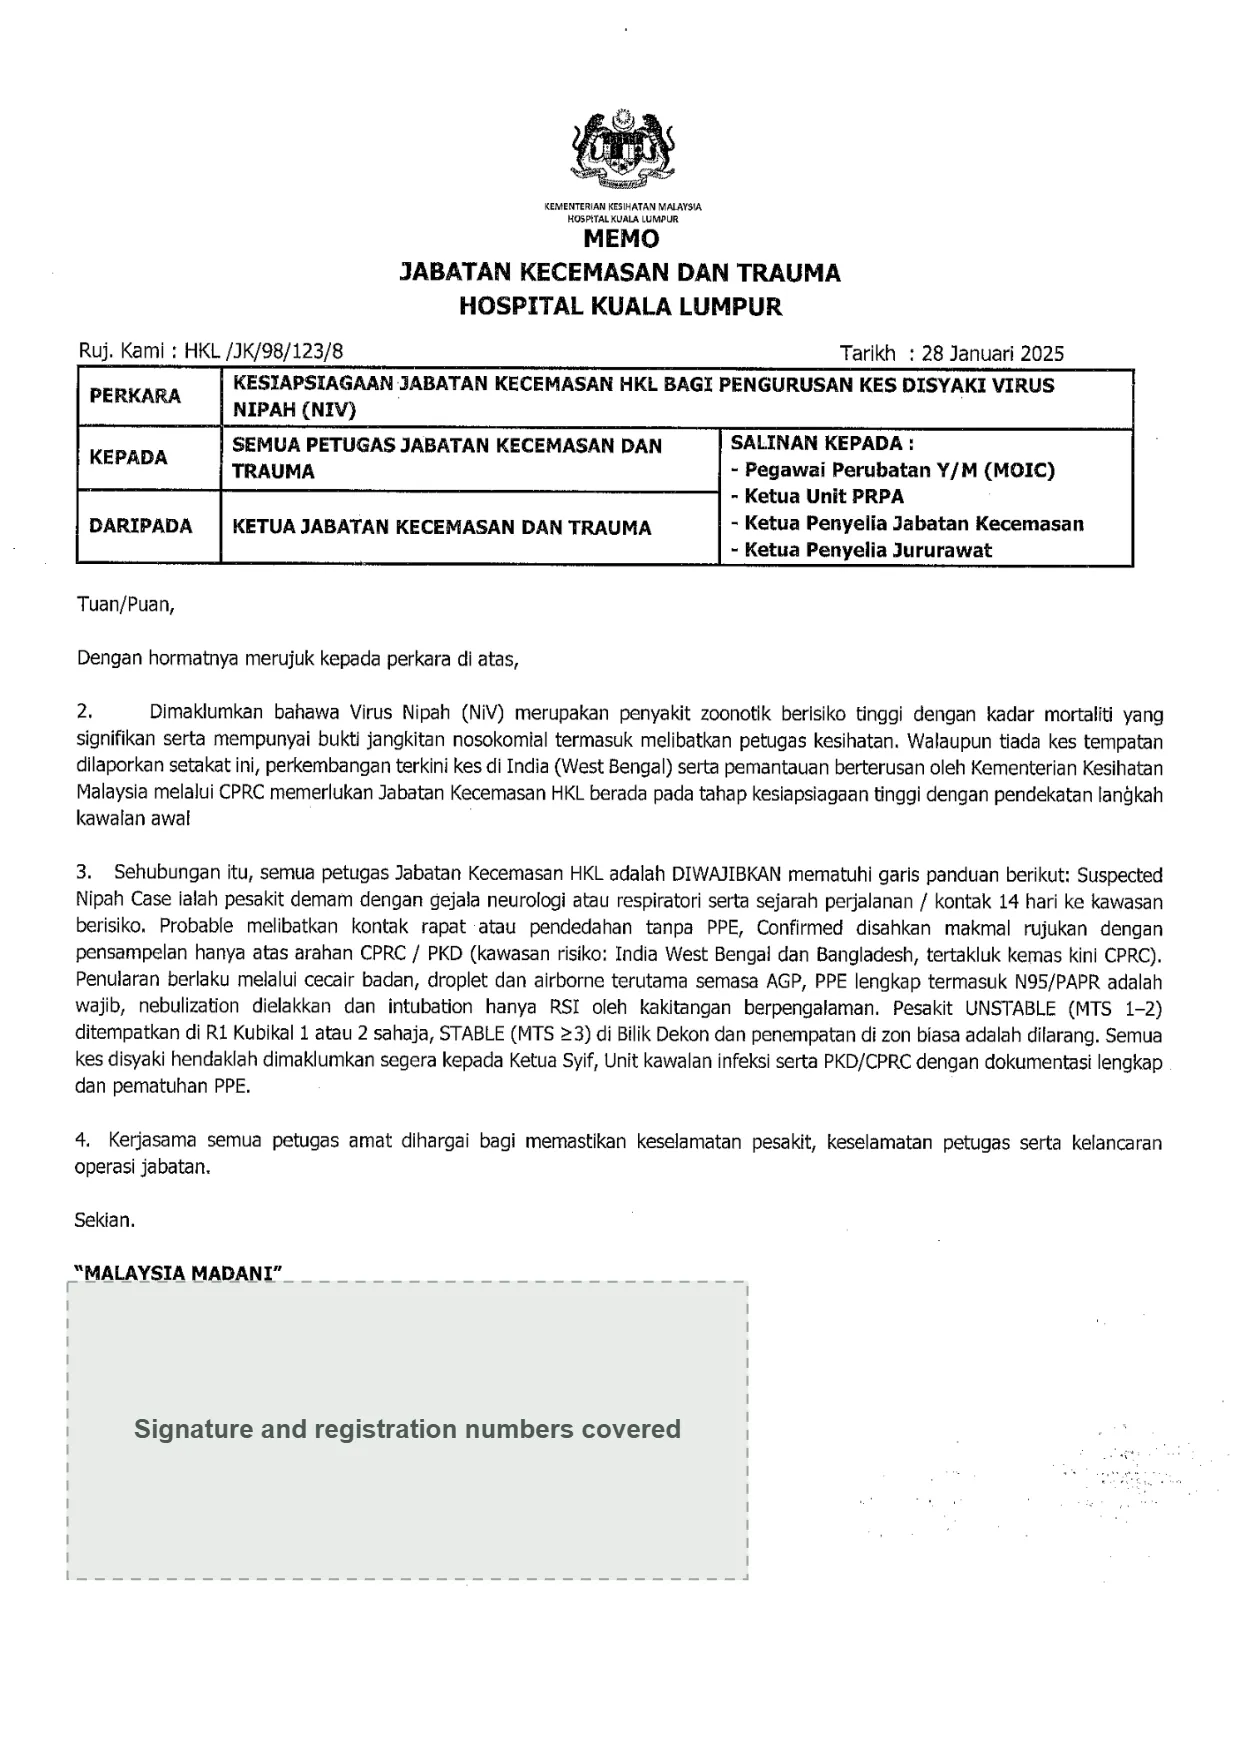 KEMENTERIAN KESIHATAN MALAYSIA
HOSPITAL KUALA LUMPUR
MEMO
JABATAN KECEMASAN DAN TRAUMA
HOSPITAL KUALA LUMPUR
Ruj. Kami : HKL /JK/98/123/8
Tarikh : 28 Januari 2025
PERKARA
KESIAPSIAGAAN JABATAN KECEMASAN HKL BAGI PENGURUSAN KES DISYAKI VIRUS
NIPAH (NIV)
KEPADA
SEMUA PETUGAS JABATAN KECEMASAN DAN
TRAUMA
SALINAN KEPADA :
- Pegawai Perubatan Y/M (MOIC)
- Ketua Unit PRPA
- Ketua Penyelia Jabatan Kecemasan
- Ketua Penyelia Jururawat
DARIPADA
KETUA JABATAN KECEMASAN DAN TRAUMA
Tuan/Puan,
Dengan hormatnya merujuk kepada perkara di atas,
2. Dimaklumkan bahawa Virus Nipah (NiV) merupakan penyakit zoonotik berisiko tinggi dengan kadar mortaliti yang
signifikan serta mempunyai bukti jangkitan nosokomial termasuk melibatkan petugas kesihatan. Walaupun tiada kes tempatan
dilaporkan setakat ini, perkembangan terkini kes di India (West Bengal) serta pemantauan berterusan oleh Kementerian Kesihatan
Malaysia melalui CPRC memerlukan Jabatan Kecemasan HKL berada pada tahap kesiapsiagaan tinggi dengan pendekatan langkah
kawalan awal
3. Sehubungan itu, semua petugas Jabatan Kecemasan HKL adalah DIWAJIBKAN mematuhi garis panduan berikut: Suspected
Nipah Case ialah pesakit demam dengan gejala neurologi atau respiratori serta sejarah perjalanan / kontak 14 hari ke kawasan
berisiko. Probable melibatkan kontak rapat atau pendedahan tanpa PPE, Confirmed disahkan makmal rujukan dengan
pensampelan hanya atas arahan CPRC / PKD (kawasan risiko: India West Bengal dan Bangladesh, tertakluk kemas kini CPRC).
Penularan berlaku melalui cecair badan, droplet dan airborne terutama semasa AGP, PPE lengkap termasuk N95/PAPR adalah
wajib, nebulization dielakkan dan intubation hanya RSI oleh kakitangan berpengalaman. Pesakit UNSTABLE (MTS 1–2)
ditempatkan di R1 Kubikal 1 atau 2 sahaja, STABLE (MTS ≥3) di Bilik Dekon dan penempatan di zon biasa adalah dilarang. Semua
kes disyaki hendaklah dimaklumkan segera kepada Ketua Syif, Unit kawalan infeksi serta PKD/CPRC dengan dokumentasi lengkap
dan pematuhan PPE.
4. Kerjasama semua petugas amat dihargai bagi memastikan keselamatan pesakit, keselamatan petugas serta kelancaran
operasi jabatan.
Sekian.
"MALAYSIA MADANI"
Signature and registration numbers covered